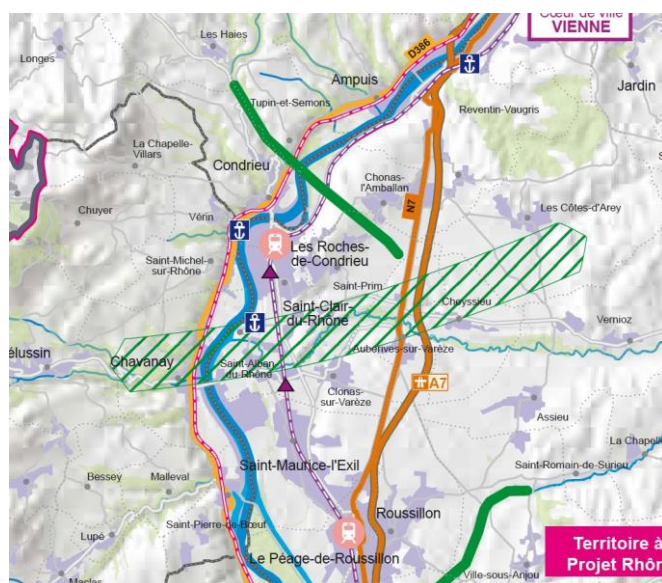 Cœur de ville
VIENNE
Longes
Les Haies
D386
Ampuis
Jardin
Tupin-et-Semons
Reventin-Vaugris
La Chapelle-
Villars
Condrieu
Chonas-
l'Amballan
N7
Chuyer
Vérin
Les Côtes-d'Arey
Les Roches-
de-Condrieu
Saint-Michel-
sur-Rhône
Saint-Prim
Saint-Clair-
du-Rhône
Cheyssieu
Vernioz
élussin
Chavanay
Saint-Alban
du-Rhône
Auberives-sur-Varèze
A7
Clonas-
sur-Varèze
Assieu
La Chapelle
Saint-Maurice-l'Exil
Saint-Romain-de-Surieu
Bessey
Malleval
Saint-Pierre-de-Bœuf
Roussillon
Lupé
Le Péage-de-Roussillon
Territoire à
Projet Rhôn
Ville-sous-Anjou
Maclas